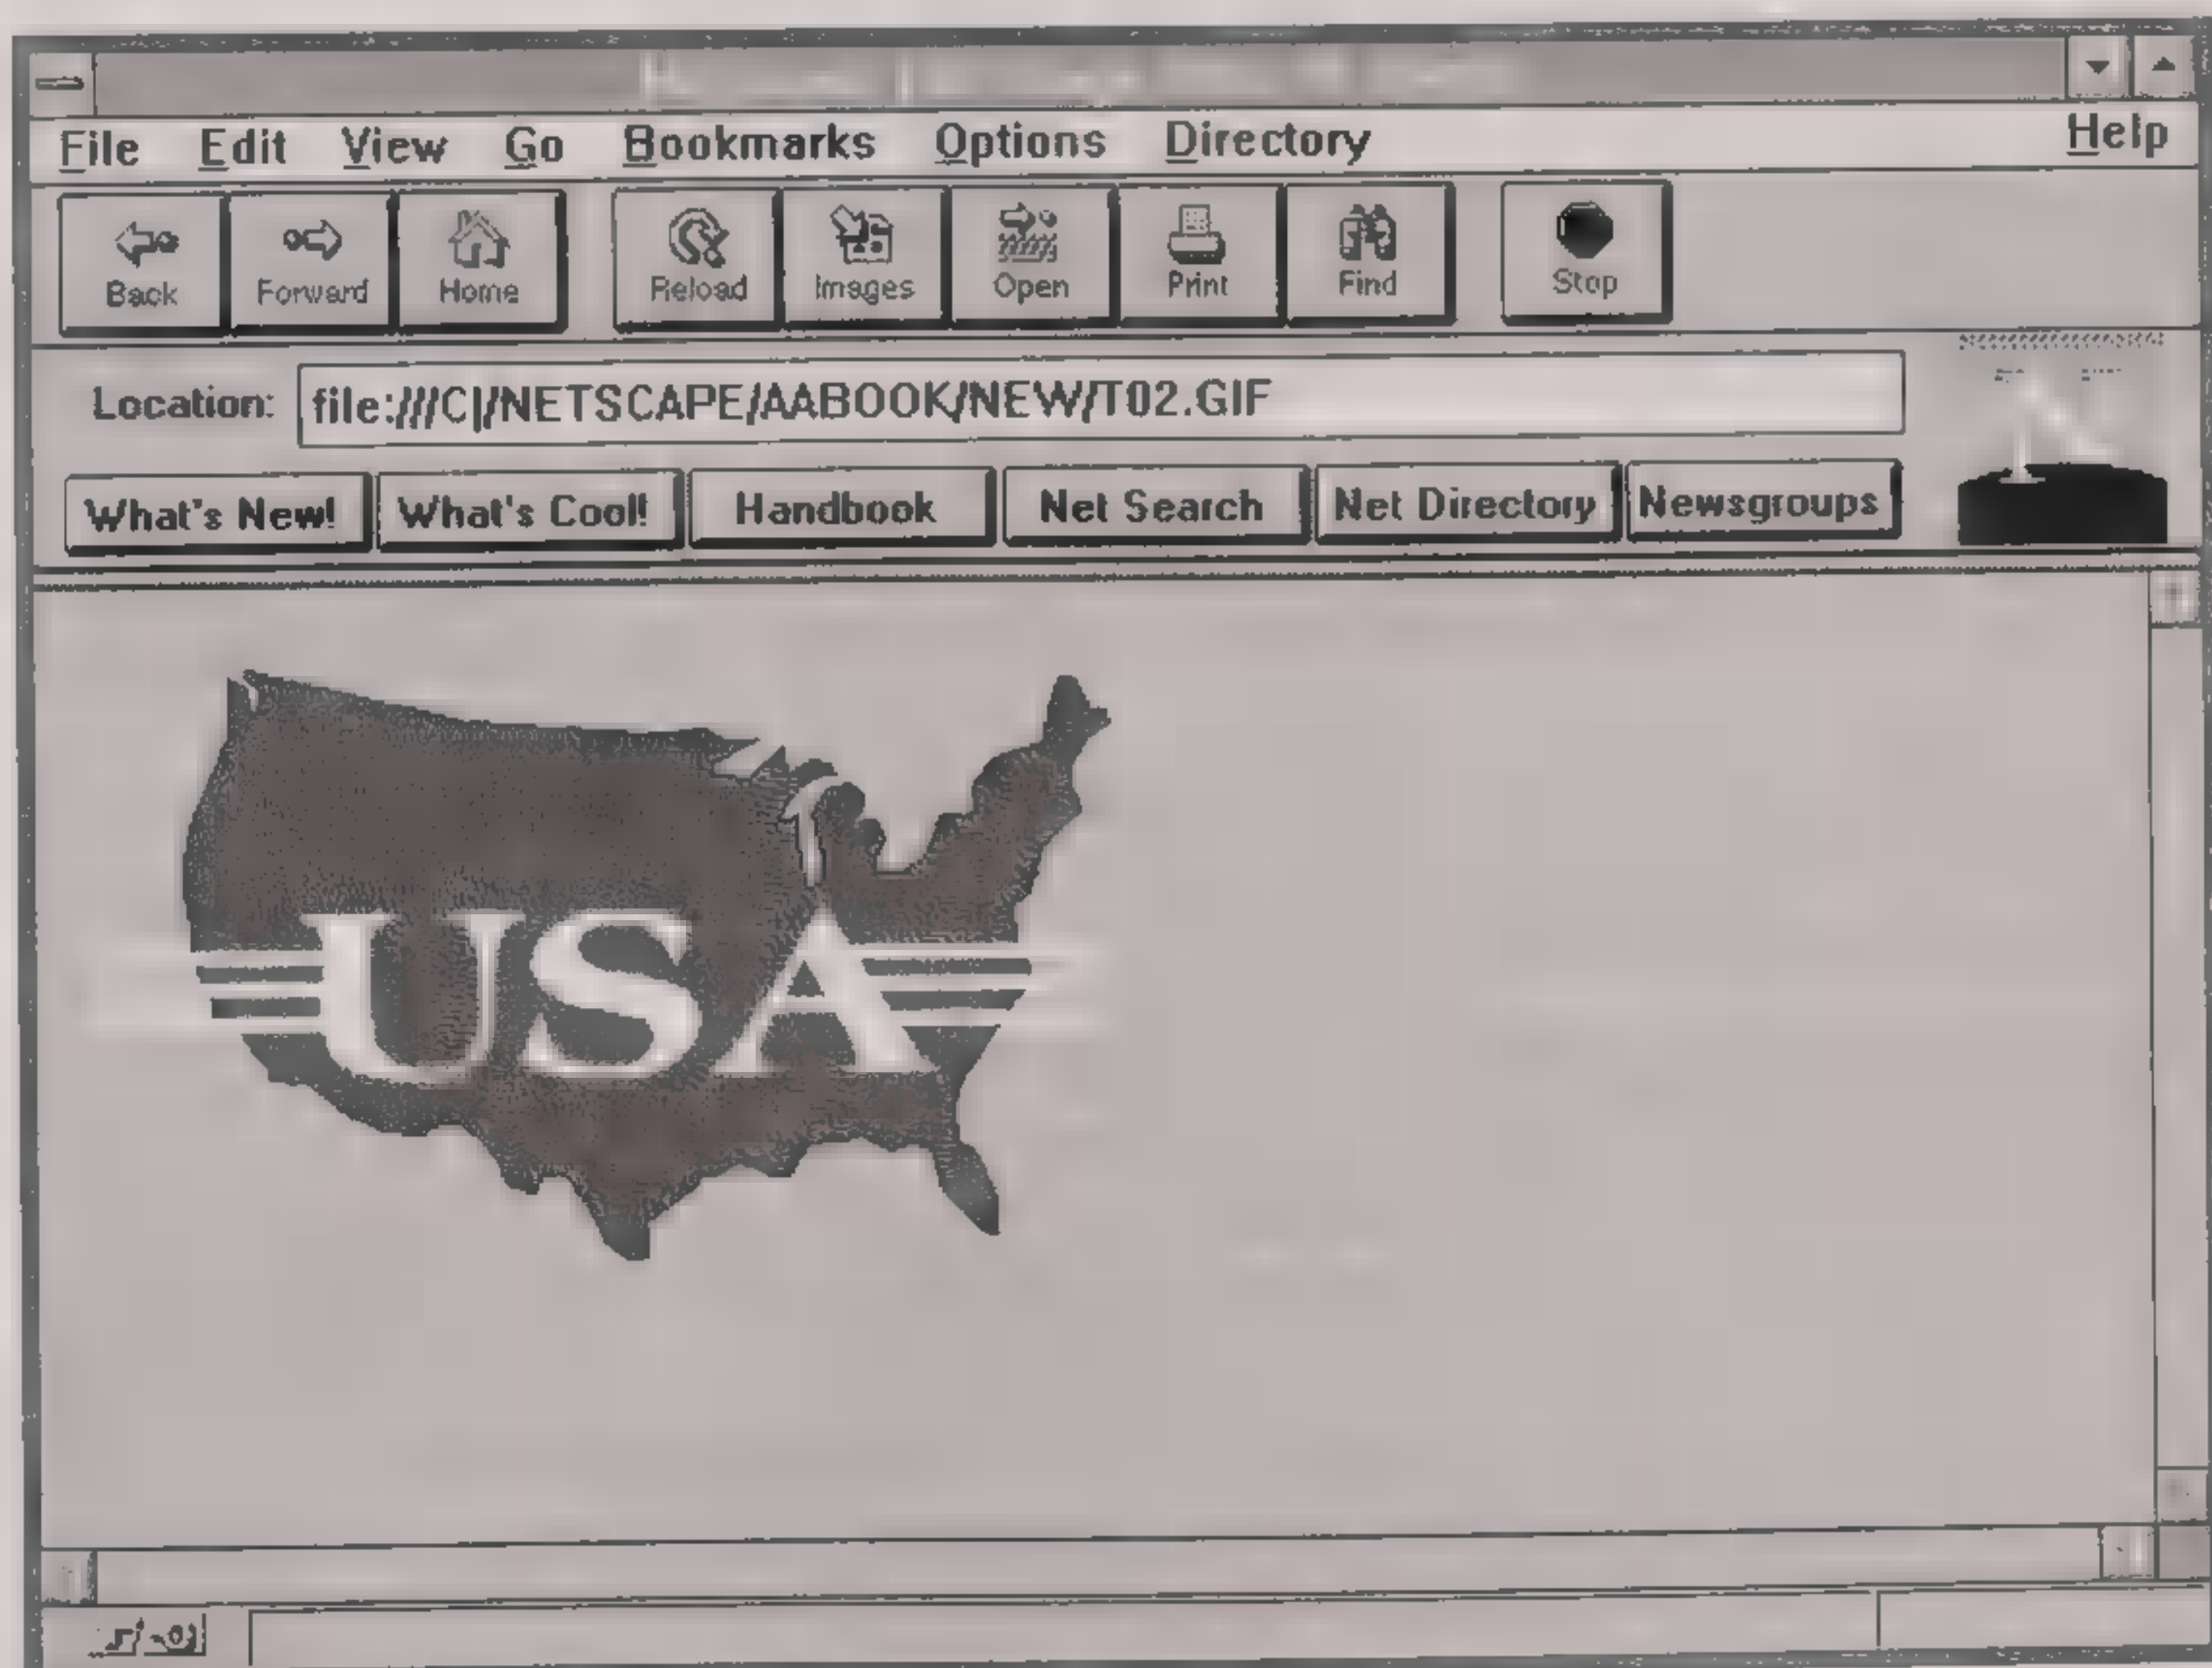 File Edit View Go Bookmarks Options Directory Help
Back Forward Home Reload Images Open Print Find Stop
Location: file:///C|/NETSCAPE/AABOOK/NEW/T02.GIF
What's New! What's Cool! Handbook Net Search Net Directory Newsgroups
USA